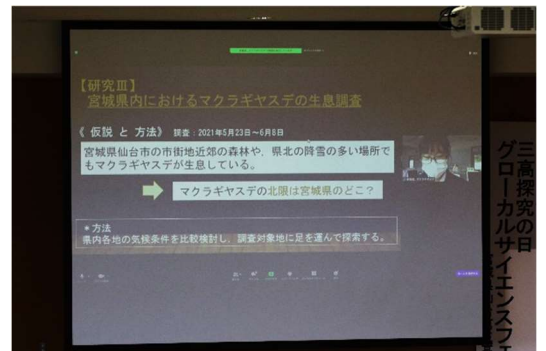 【研究Ⅲ】
宮城県内におけるマクラギヤスデの生息調査
《 仮説 と 方法》 調査:2021年5月23日~6月6日
宮城県仙台市の市街地近郊の森林や、県北の降雪の多い場所で
もマクラギヤスデが生息している。
マクラギヤスデの北限は宮城県のどこ?
*方法
県内各地の気候条件を比較検討し、調査対象地に足を運んで探索する。
三高探究の日
グローカルサイエンスフェ